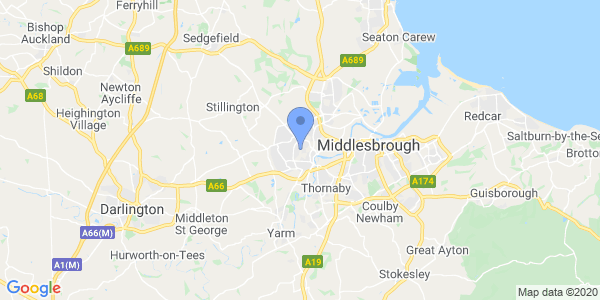 Ferryhill
Bishop
Auckland
Sedgefield
Seaton Carew
A689
A689
Shildon
A68
Newton
Aycliffe
Stillington
Heighington
Village
Redcar
Saltburn-by-the-Se
Brotton
Middlesbrough
A66
Thornaby
A174
Guisborough
Darlington
Middleton
St George
Coulby
Newham
A66(M)
Yarm
Great Ayton
Hurworth-on-Tees
A1(M)
A19
Stokesley
Google
Map data ©2020